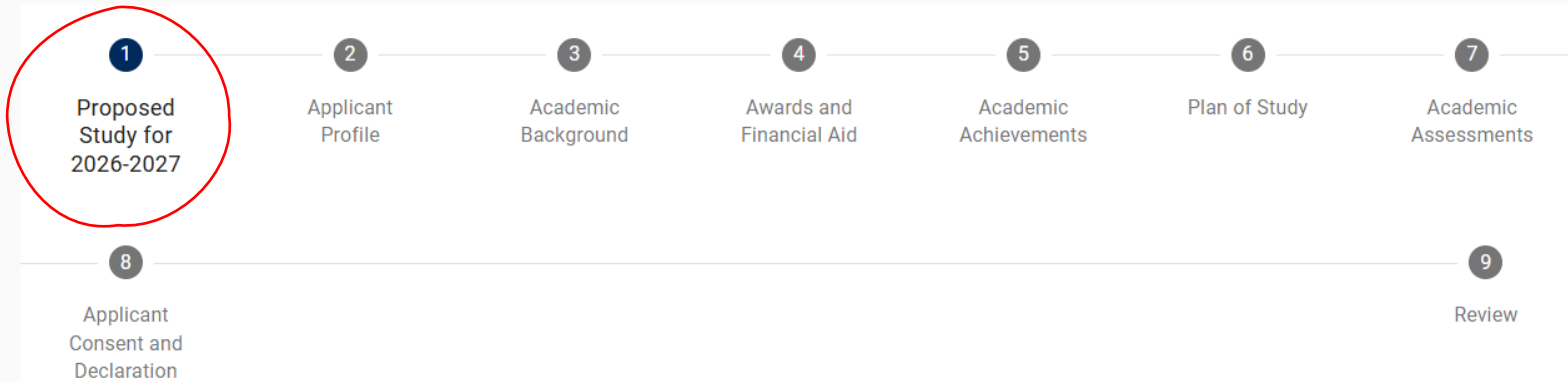 1
2
3
4
5
6
7
Proposed
Study for
2026-2027
Applicant
Profile
Academic
Background
Awards and
Financial Aid
Academic
Achievements
Plan of Study
Academic
Assessments
8
9
Applicant
Consent and
Declaration
Review